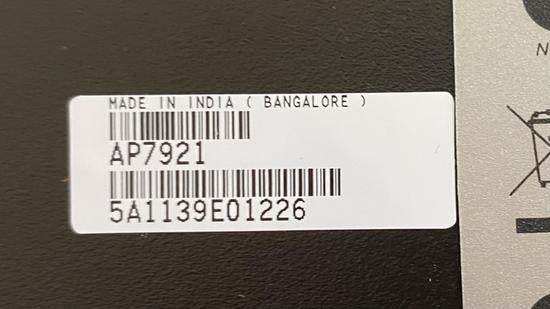 MADE IN INDIA ( BANGALORE )
AP7921
5A1139E01226
N